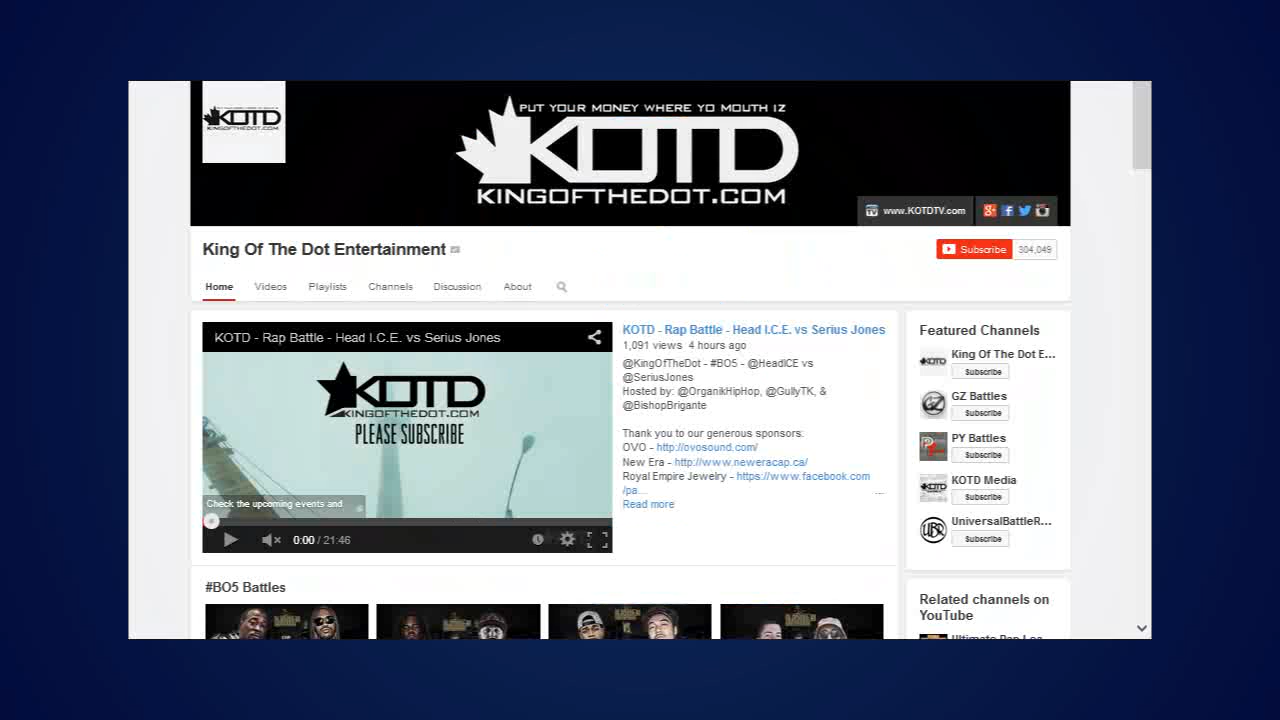 PUT YOUR MONEY WHERE YO MOUTH IZ
KOTD
KINGOFTHEDOT.COM
KOTD
KINGOFTHEDOT.COM
www.KOTDTV.com
King Of The Dot Entertainment
Subscribe 304,049
Home Videos Playlists Channels Discussion About
KOTD - Rap Battle - Head I.C.E. vs Serius Jones
KOTD
KINGOFTHEDOT.COM
PLEASE SUBSCRIBE
Check the upcoming events and
0:00 / 21:46
KOTD - Rap Battle - Head I.C.E. vs Serius Jones
1,091 views 4 hours ago
@KingOfTheDot - #BO5 - @HeadICE vs
@SeriusJones
Hosted by: @OrganikHipHop, @GullyTK, &
@BishopBrigante
Thank you to our generous sponsors:
OVO - http://ovosound.com/
New Era - http://www.neweracap.ca/
Royal Empire Jewelry - https://www.facebook.com
/pa... ...
Read more
Featured Channels
King Of The Dot E...
Subscribe
GZ Battles
Subscribe
PY Battles
Subscribe
KOTD Media
Subscribe
UniversalBattleR...
Subscribe
#BO5 Battles
Related channels on
YouTube
Ultimate Rap Lea...